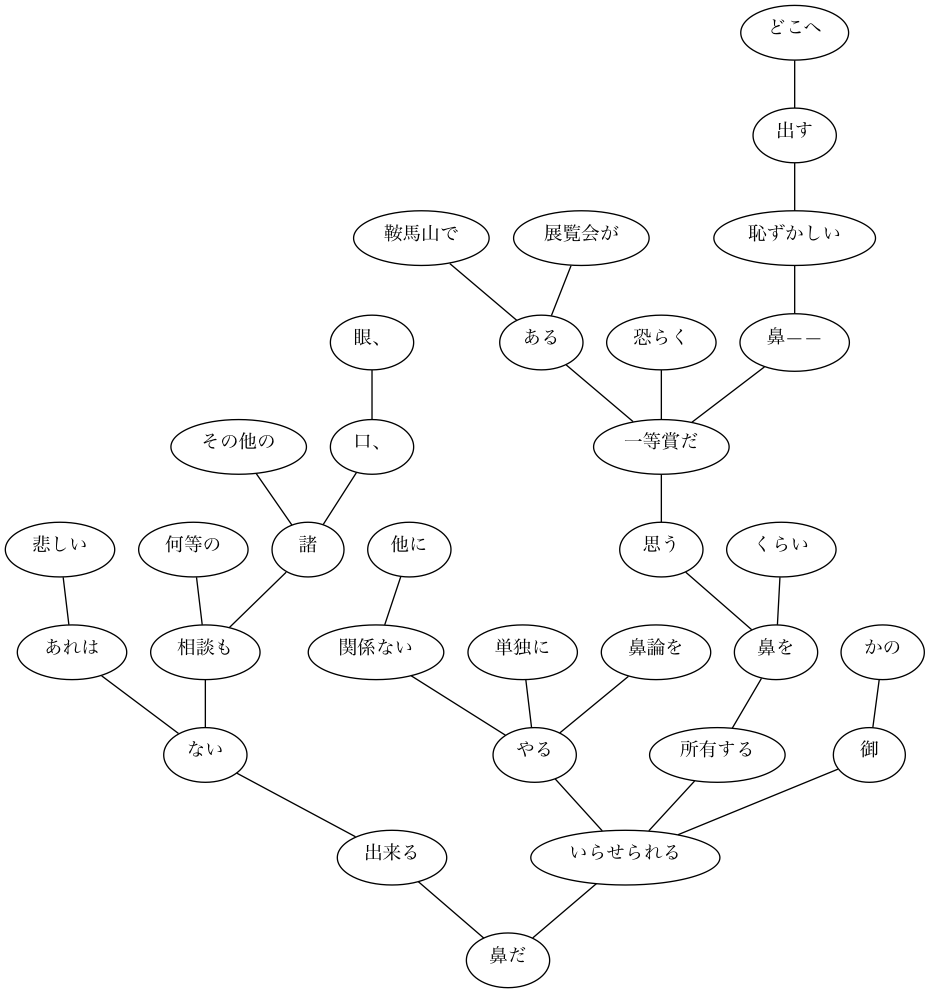 どこへ
出す
鞍馬山で 展覧会が 恥ずかしい
眼、 ある 恐らく 鼻――
その他の 口、 一等賞だ
悲しい 何等の 諸 他に 思う くらい
あれは 相談も 関係ない 単独に 鼻論を 鼻を かの
ない やる 所有する 御
出来る いらせられる
鼻だ